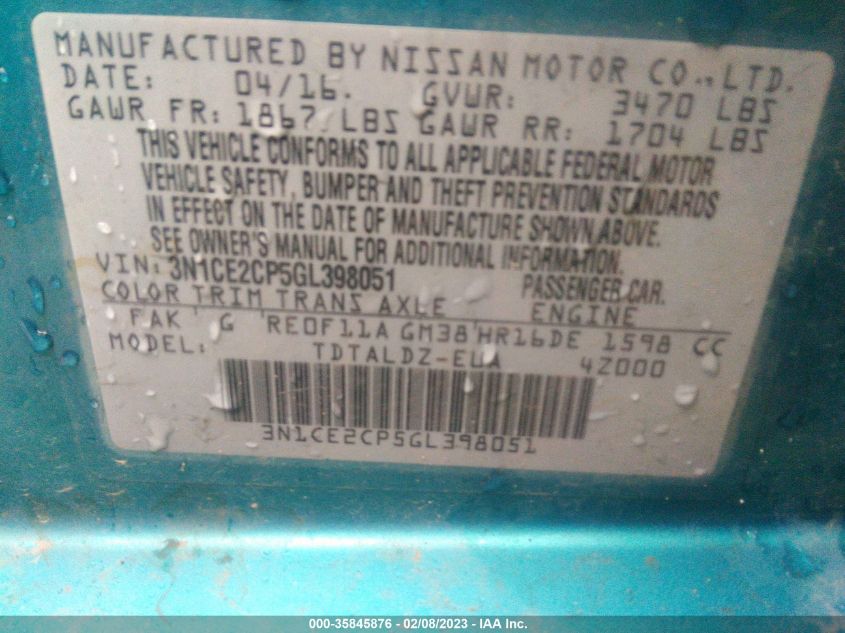 MANUFACTURED BY NISSAN MOTOR CO., LTD.
DATE: 04/16. GVWR: 3470 LBS
GAWR FR: 1867 LBS GAWR RR: 1704 LBS
THIS VEHICLE CONFORMS TO ALL APPLICABLE FEDERAL MOTOR
VEHICLE SAFETY, BUMPER AND THEFT PREVENTION STANDARDS
IN EFFECT ON THE DATE OF MANUFACTURE SHOWN ABOVE.
SEE OWNER'S MANUAL FOR ADDITIONAL INFORMATION.
VIN: 3N1CE2CP5GL398051 PASSENGER CAR.
COLOR TRIM TRANS AXLE ENGINE
FAK G RE0F11A GM38 HR16DE 1598 CC
MODEL: TDTALDZ-EUA 4Z000
3N1CE2CP5GL398051
000-35845876 - 02/08/2023 - IAA Inc.